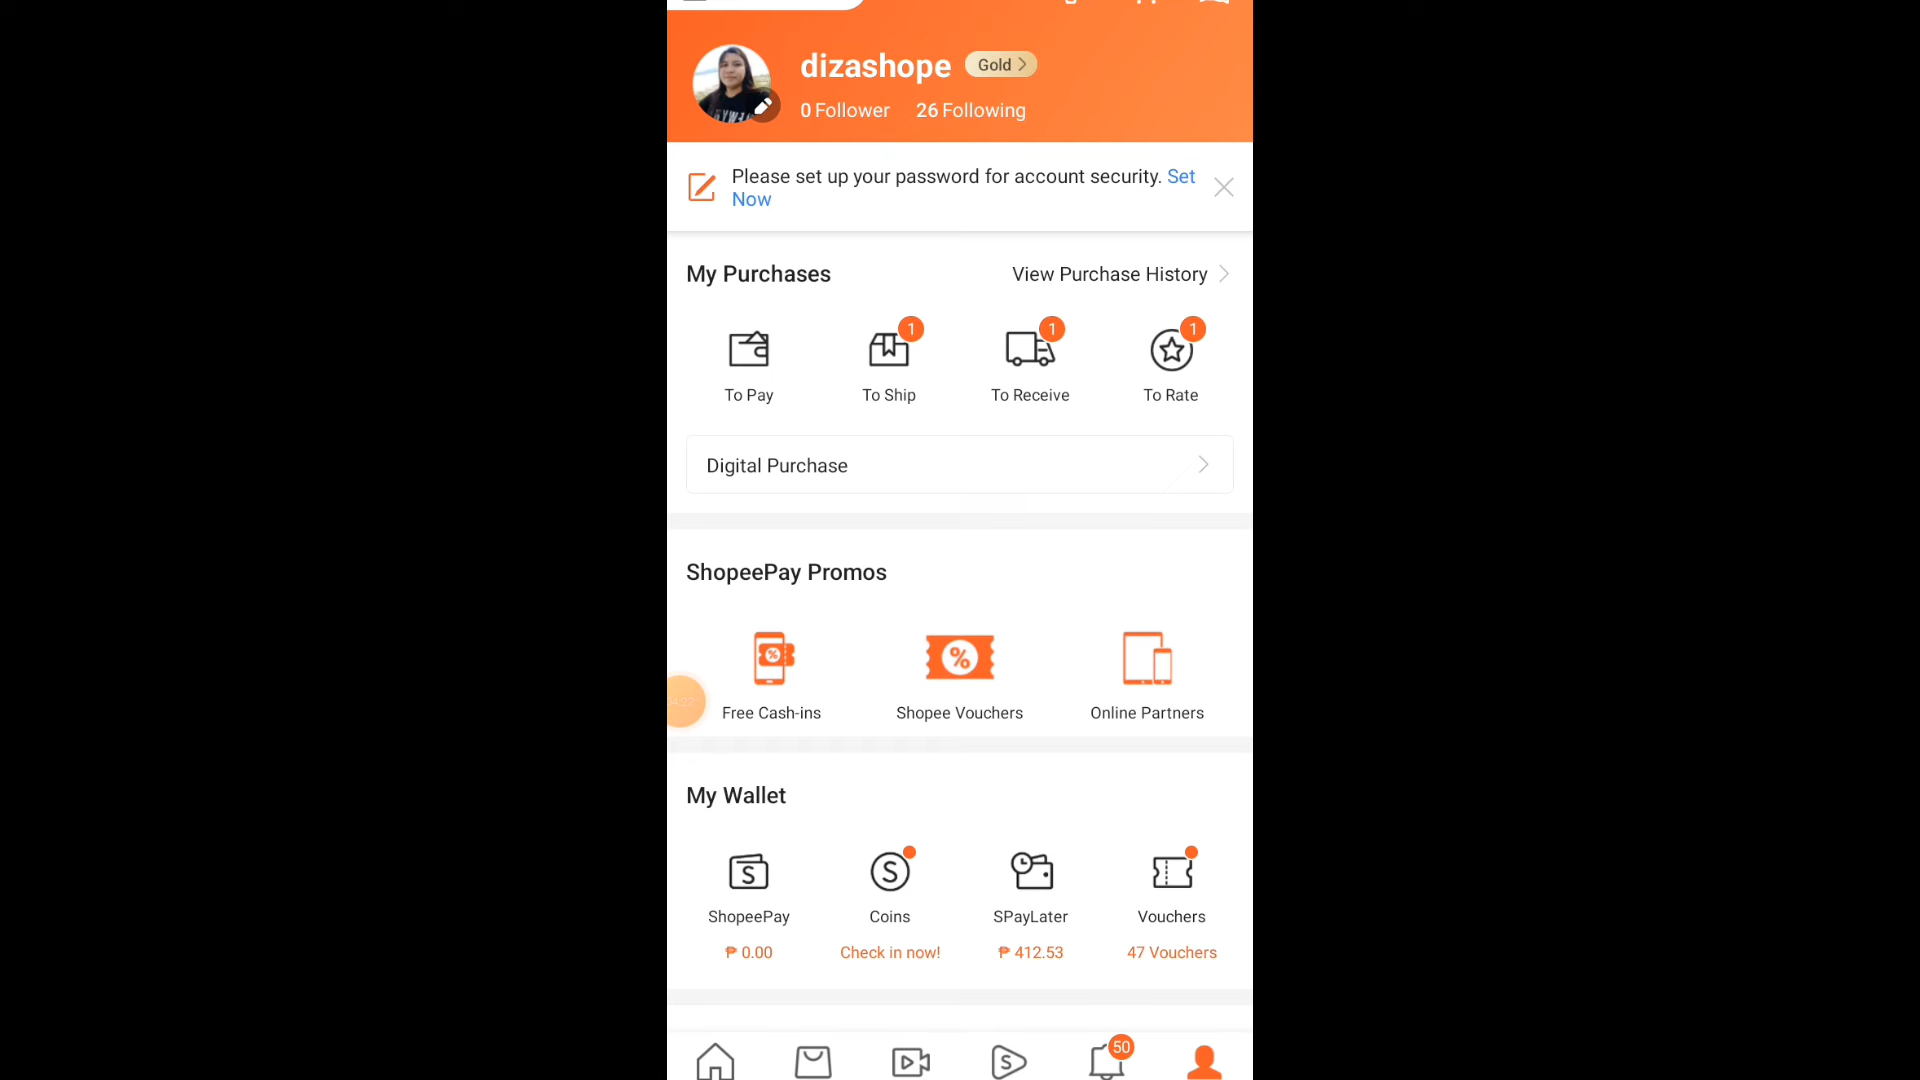 dizashope
Gold
0 Follower 26 Following
Please set up your password for account security. Set
Now
My Purchases
View Purchase History
1
1
1
To Pay
To Ship
To Receive
To Rate
Digital Purchase
ShopeePay Promos
Free Cash-ins
Shopee Vouchers
Online Partners
My Wallet
ShopeePay
Coins
SPayLater
Vouchers
₱ 0.00
Check in now!
₱ 412.53
47 Vouchers
50